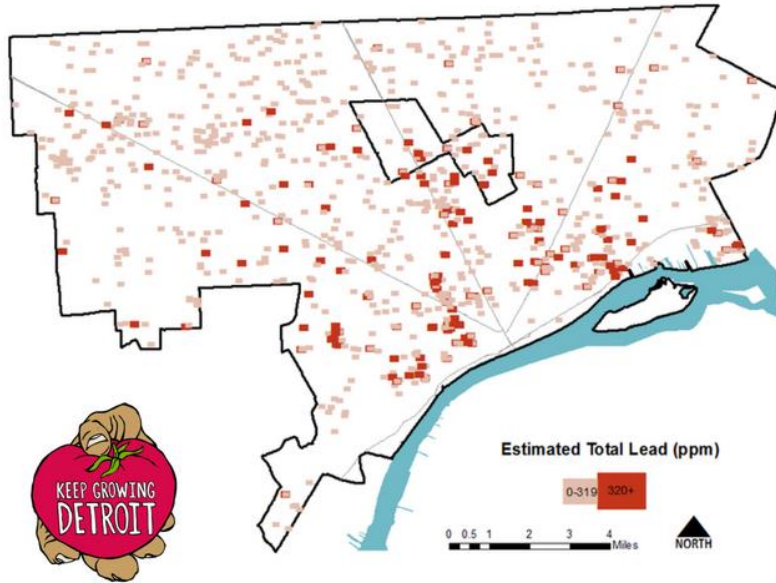 KEEP GROWING
DETROIT
Estimated Total Lead (ppm)
0-319 320+
0 0.5 1 2 3 4
Miles
NORTH